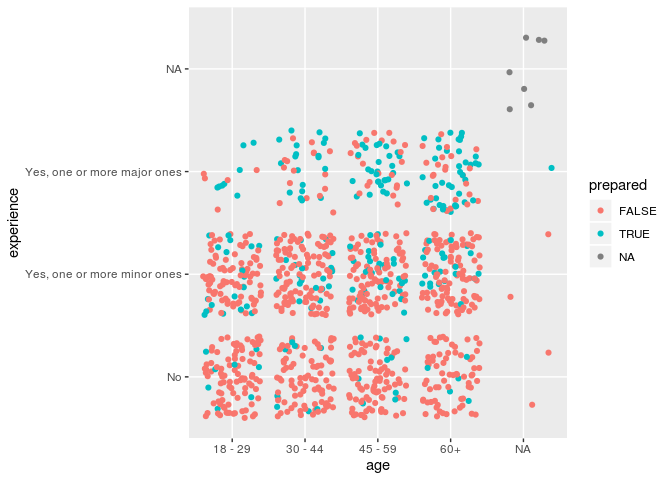 NA
Yes, one or more major ones
Yes, one or more minor ones
No
experience
18 - 29
30 - 44
45 - 59
60+
NA
age
prepared
FALSE
TRUE
NA